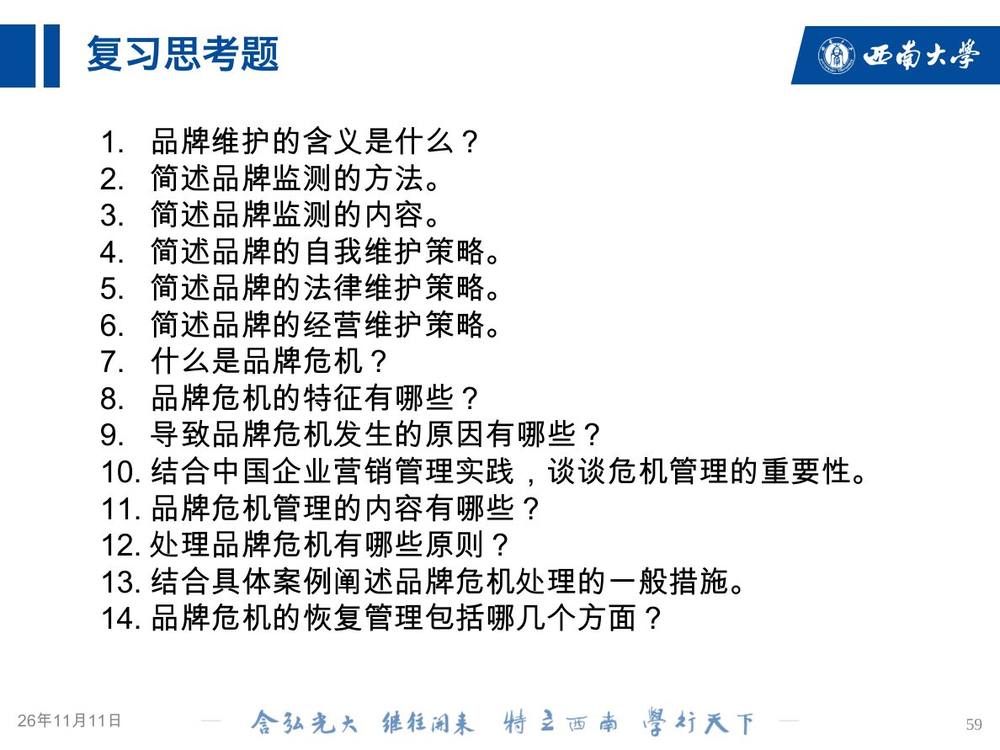 复习思考题
西南大学
1. 品牌维护的含义是什么？
2. 简述品牌监测的方法。
3. 简述品牌监测的内容。
4. 简述品牌的自我维护策略。
5. 简述品牌的法律维护策略。
6. 简述品牌的经营维护策略。
7. 什么是品牌危机？
8. 品牌危机的特征有哪些？
9. 导致品牌危机发生的原因有哪些？
10. 结合中国企业营销管理实践，谈谈危机管理的重要性。
11. 品牌危机管理的内容有哪些？
12. 处理品牌危机有哪些原则？
13. 结合具体案例阐述品牌危机处理的一般措施。
14. 品牌危机的恢复管理包括哪几个方面？
26年11月11日
含弘光大 继往开来 特立西南 學行天下
59